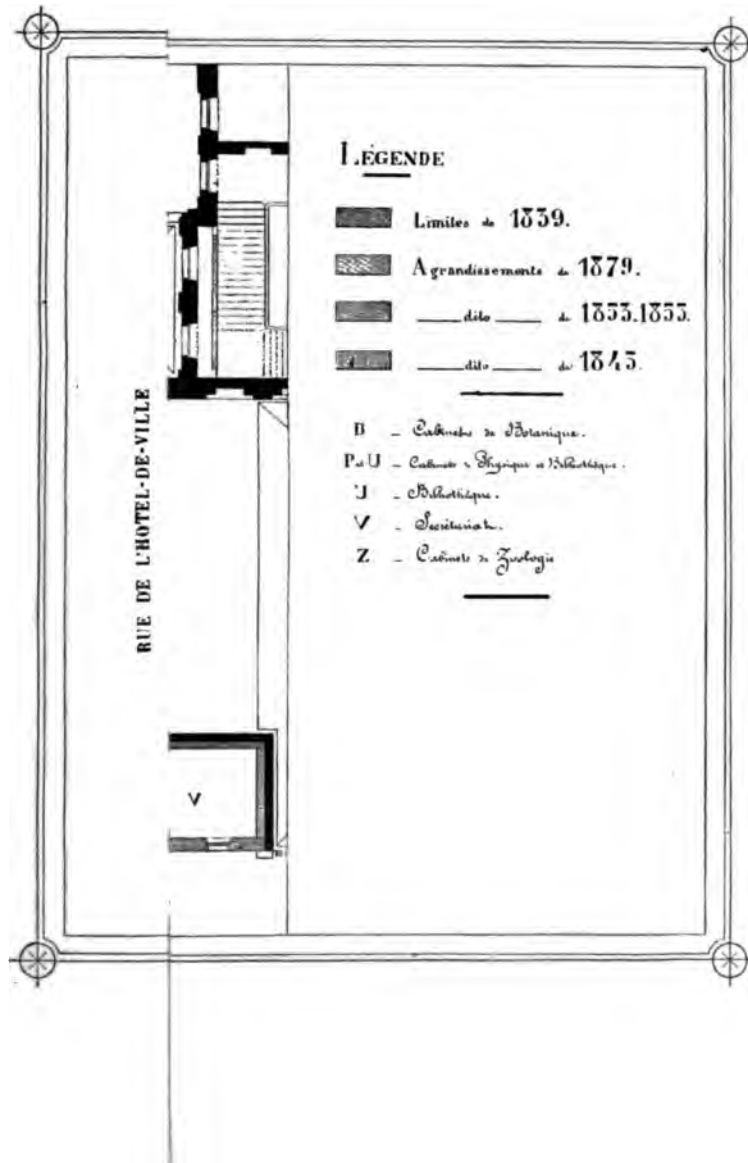 LÉGENDE
Limites de 1839.
Agrandissements de 1879.
dito de 1853.1855.
dito de 1843.
B _ Cabinets de Botanique.
P et U _ Cabinets de Physique et Bibliothèque.
U _ Bibliothèque.
V _ Secrétariat.
Z _ Cabinets de Zoologie
RUE DE L'HOTEL-DE-VILLE
V